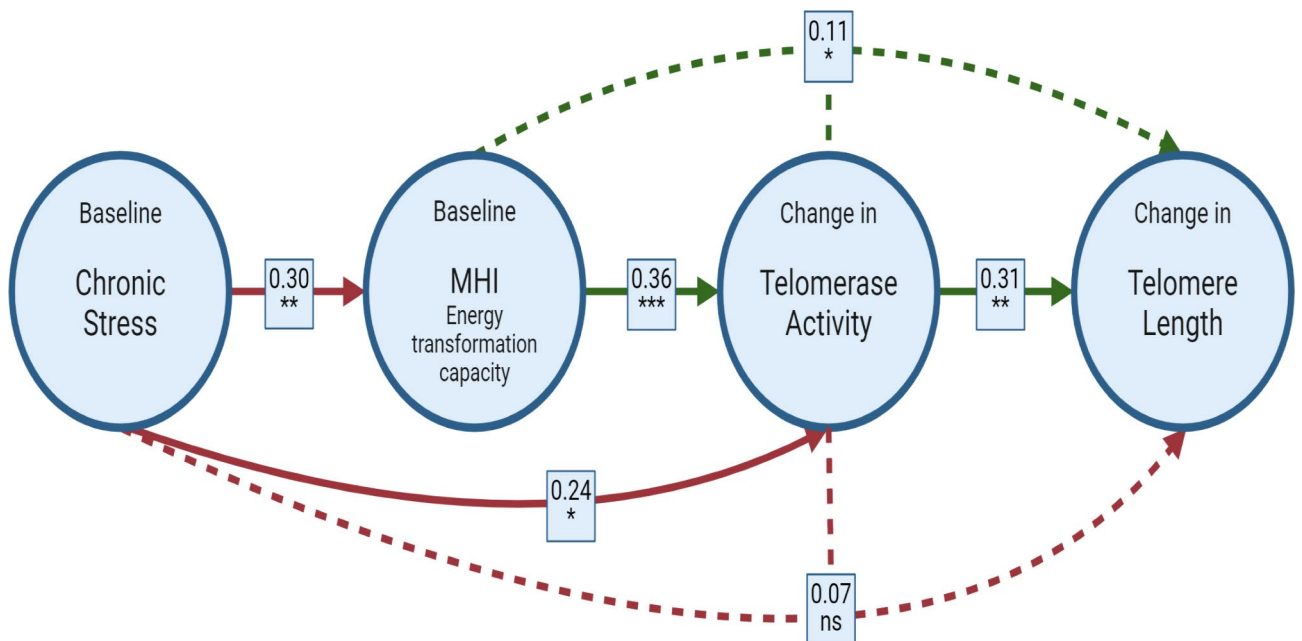 0.11
*
Baseline
Chronic
Stress
0.30
**
Baseline
MHI
Energy
transformation
capacity
0.36
***
Change in
Telomerase
Activity
0.31
**
Change in
Telomere
Length
0.24
*
0.07
ns